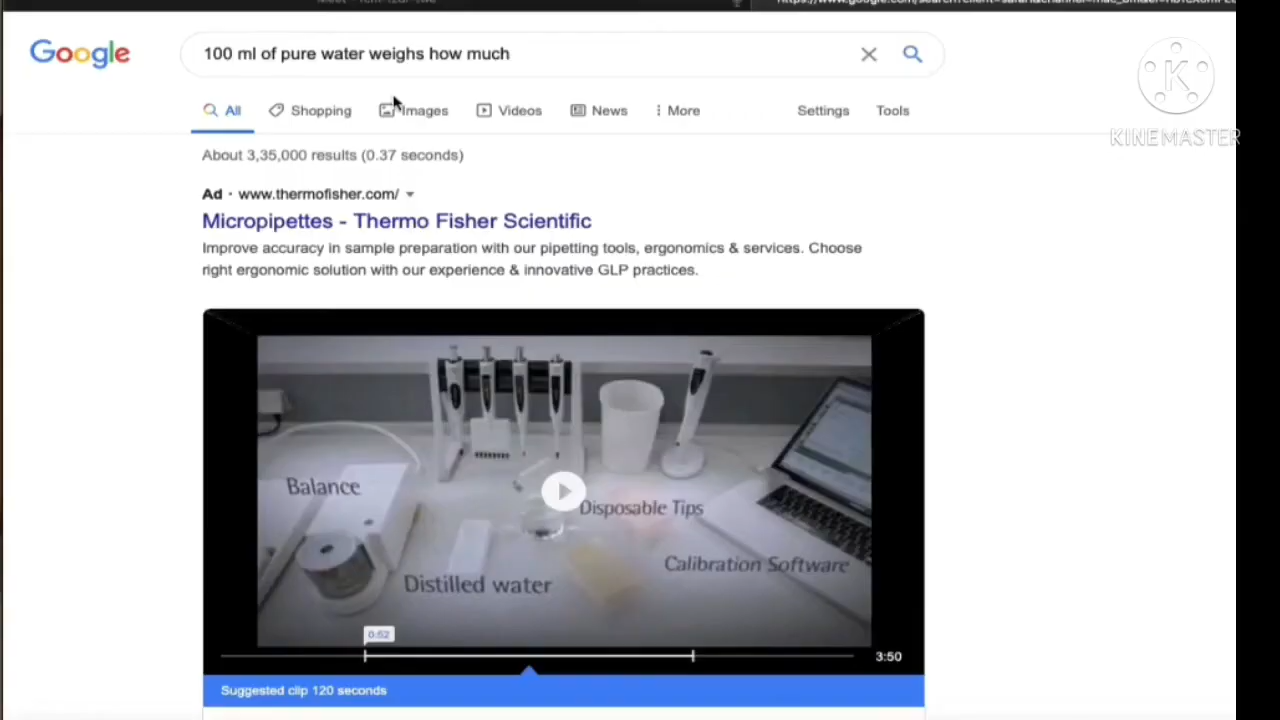 Google
100 ml of pure water weighs how much
All Shopping Images Videos News More Settings Tools
KINEMASTER
About 3,35,000 results (0.37 seconds)
Ad · www.thermofisher.com/
Micropipettes - Thermo Fisher Scientific
Improve accuracy in sample preparation with our pipetting tools, ergonomics & services. Choose
right ergonomic solution with our experience & innovative GLP practices.
Balance
Disposable Tips
Calibration Software
Distilled water
0:52
3:50
Suggested clip 120 seconds